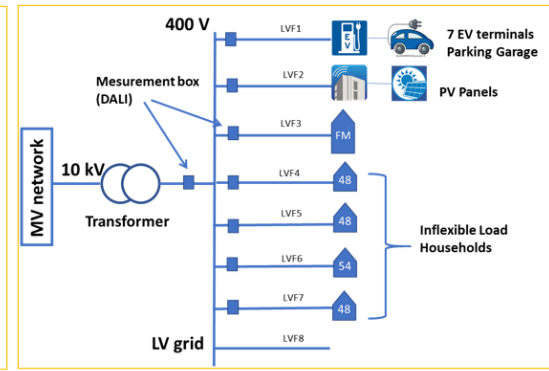 400 V
LVF1
EV
7 EV terminals
Parking Garage
LVF2
PV Panels
Mesurement box
(DALI)
LVF3
FM
MV network
10 kV
Transformer
LVF4
48
LVF5
48
Inflexible Load
Households
LVF6
54
LVF7
48
LV grid
LVF8